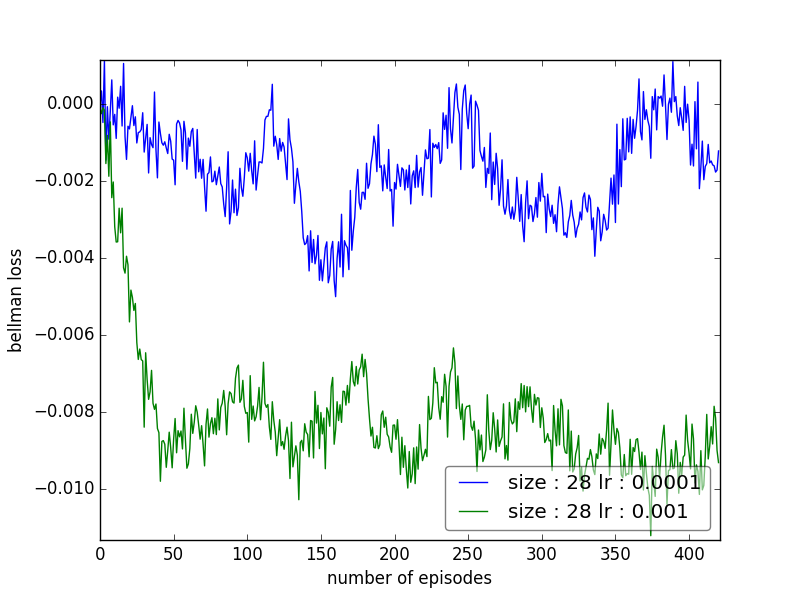 0.000
−0.002
−0.004
−0.006
−0.008
−0.010
bellman loss
size : 28 lr : 0.0001
size : 28 lr : 0.001
0 50 100 150 200 250 300 350 400
number of episodes